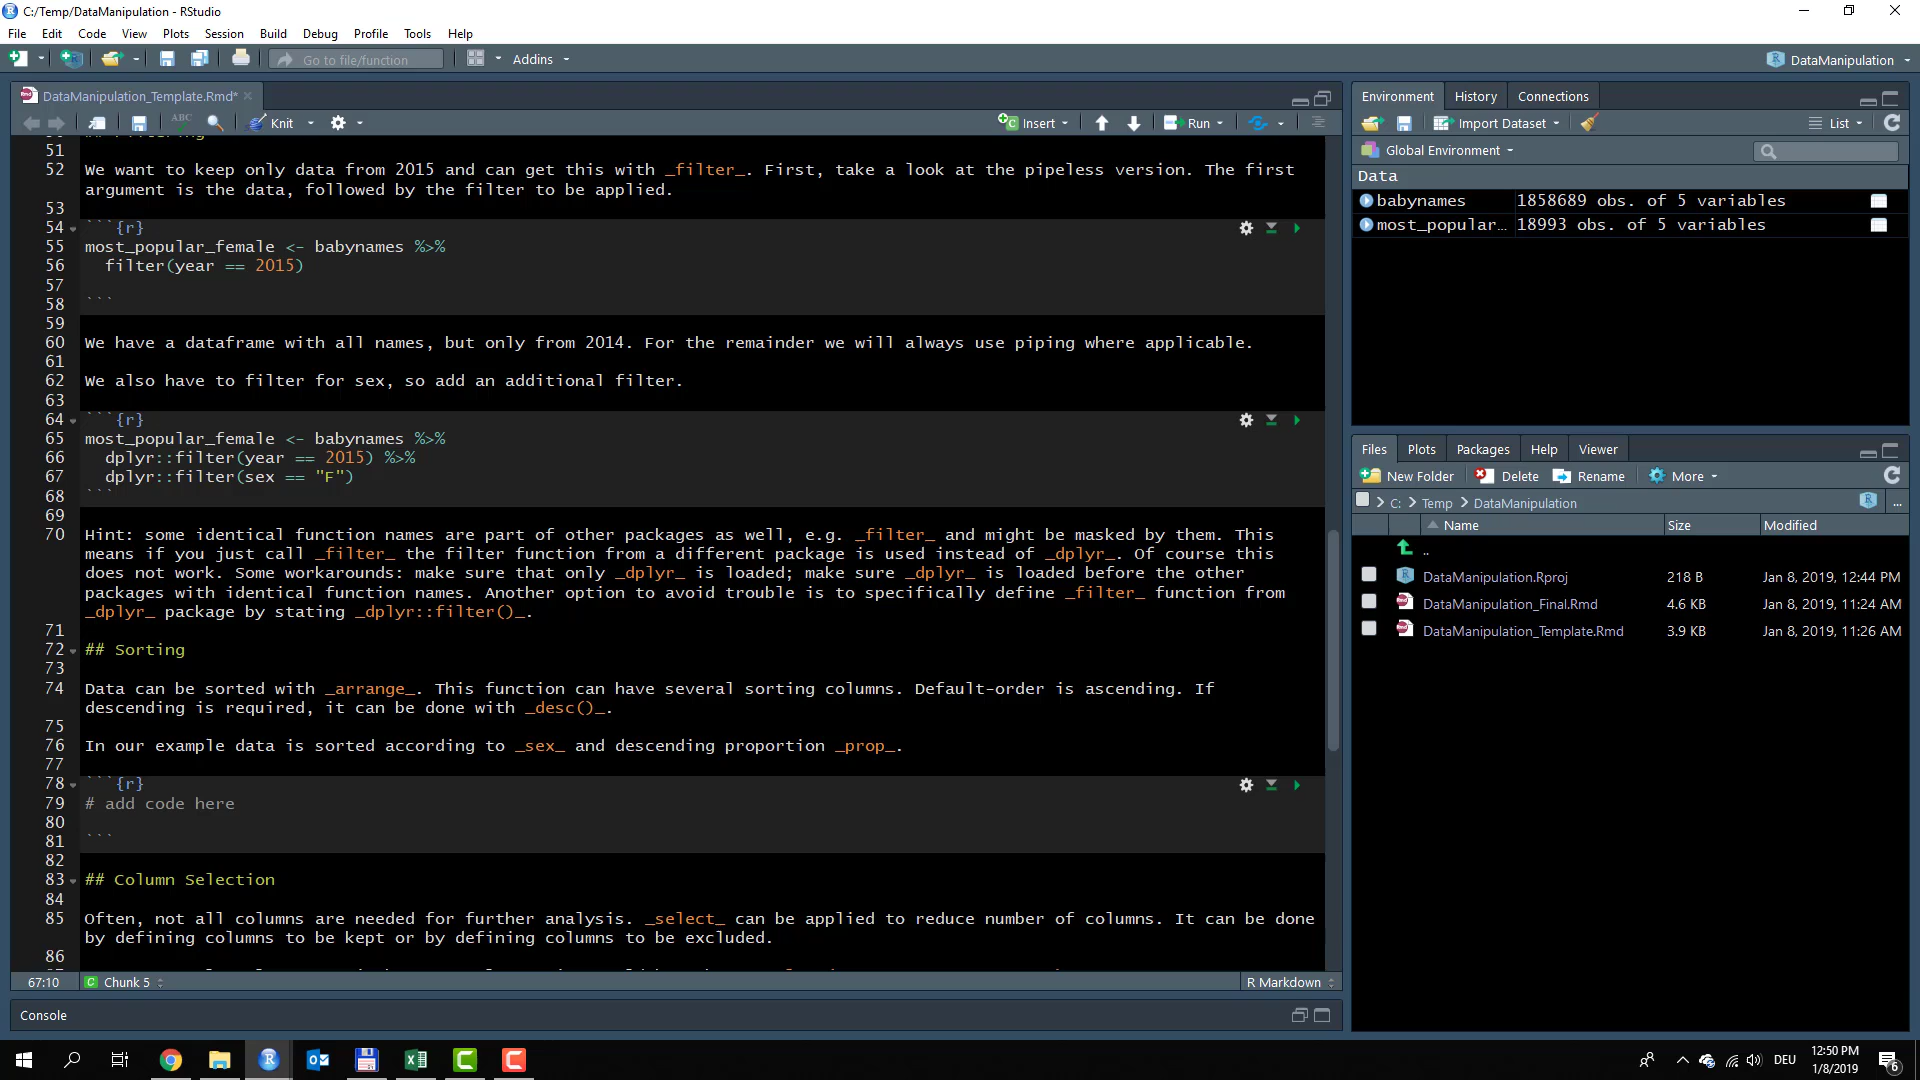 C:/Temp/DataManipulation - RStudio
File Edit Code View Plots Session Build Debug Profile Tools Help
Go to file/function Addins DataManipulation
DataManipulation_Template.Rmd*
ABC Knit Insert Run
51
52 We want to keep only data from 2015 and can get this with _filter_. First, take a look at the pipeless version. The first
argument is the data, followed by the filter to be applied.
53
54 ```{r}
55 most_popular_female <- babynames %>%
56 filter(year == 2015)
57
58 ```
59
60 We have a dataframe with all names, but only from 2014. For the remainder we will always use piping where applicable.
61
62 We also have to filter for sex, so add an additional filter.
63
64 ```{r}
65 most_popular_female <- babynames %>%
66 dplyr::filter(year == 2015) %>%
67 dplyr::filter(sex == "F")
68 ```
69
70 Hint: some identical function names are part of other packages as well, e.g. _filter_ and might be masked by them. This
means if you just call _filter_ the filter function from a different package is used instead of _dplyr_. Of course this
does not work. Some workarounds: make sure that only _dplyr_ is loaded; make sure _dplyr_ is loaded before the other
packages with identical function names. Another option to avoid trouble is to specifically define _filter_ function from
_dplyr_ package by stating _dplyr::filter()_.
71
72 ## Sorting
73
74 Data can be sorted with _arrange_. This function can have several sorting columns. Default-order is ascending. If
descending is required, it can be done with _desc()_.
75
76 In our example data is sorted according to _sex_ and descending proportion _prop_.
77
78 ```{r}
79 # add code here
80
81 ```
82
83 ## Column Selection
84
85 Often, not all columns are needed for further analysis. _select_ can be applied to reduce number of columns. It can be done
by defining columns to be kept or by defining columns to be excluded.
86
67:10 Chunk 5 R Markdown
Console
Environment History Connections
Import Dataset List
Global Environment
Data
babynames 1858689 obs. of 5 variables
most_popular... 18993 obs. of 5 variables
Files Plots Packages Help Viewer
New Folder Delete Rename More
C: > Temp > DataManipulation ...
Name Size Modified
..
DataManipulation.Rproj 218 B Jan 8, 2019, 12:44 PM
DataManipulation_Final.Rmd 4.6 KB Jan 8, 2019, 11:24 AM
DataManipulation_Template.Rmd 3.9 KB Jan 8, 2019, 11:26 AM
DEU 12:50 PM
1/8/2019 6